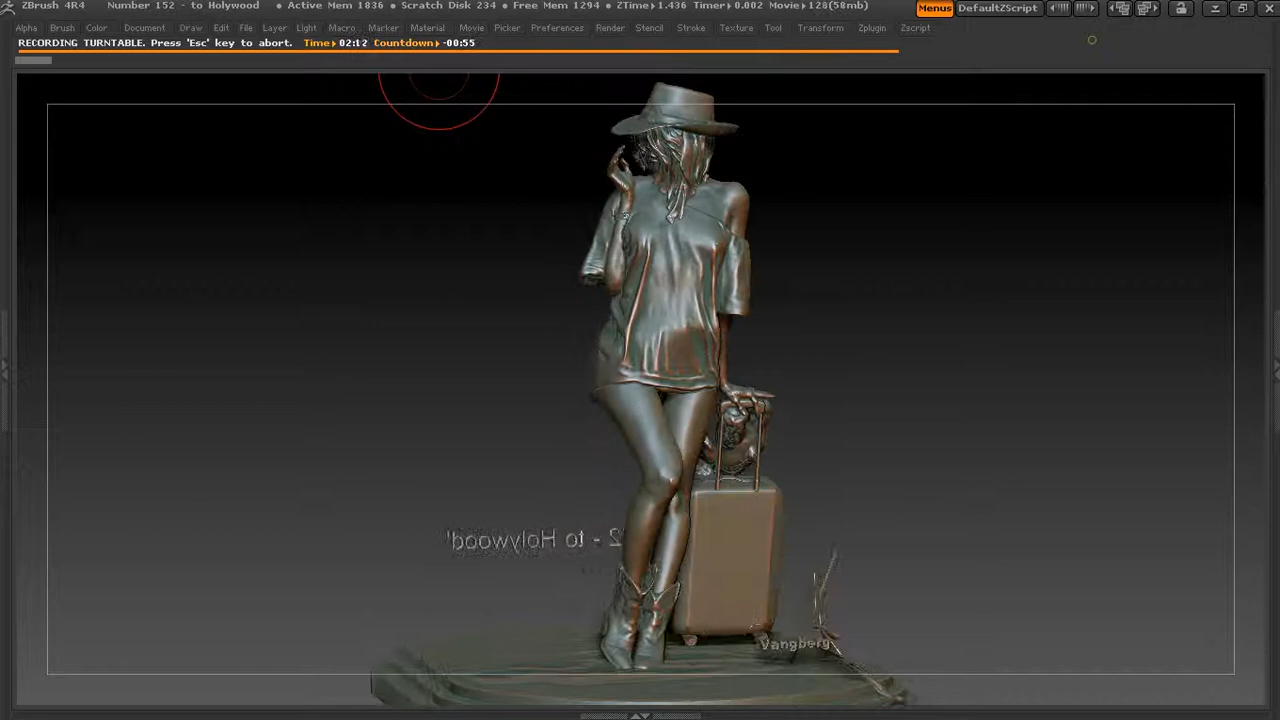 ZBrush 4R4 Number 152 - to Holywood • Active Mem 1836 • Scratch Disk 234 • Free Mem 1294 • ZTime▸1.436 Timer▸0.002 Movie▸128(58mb) Menus DefaultZScript
Alpha Brush Color Document Draw Edit File Layer Light Macro Marker Material Movie Picker Preferences Render Stencil Stroke Texture Tool Transform Zplugin Zscript
RECORDING TURNTABLE. Press 'Esc' key to abort. Time▸02:12 Countdown▸-00:55
2 - to Holywood'
Vangberg